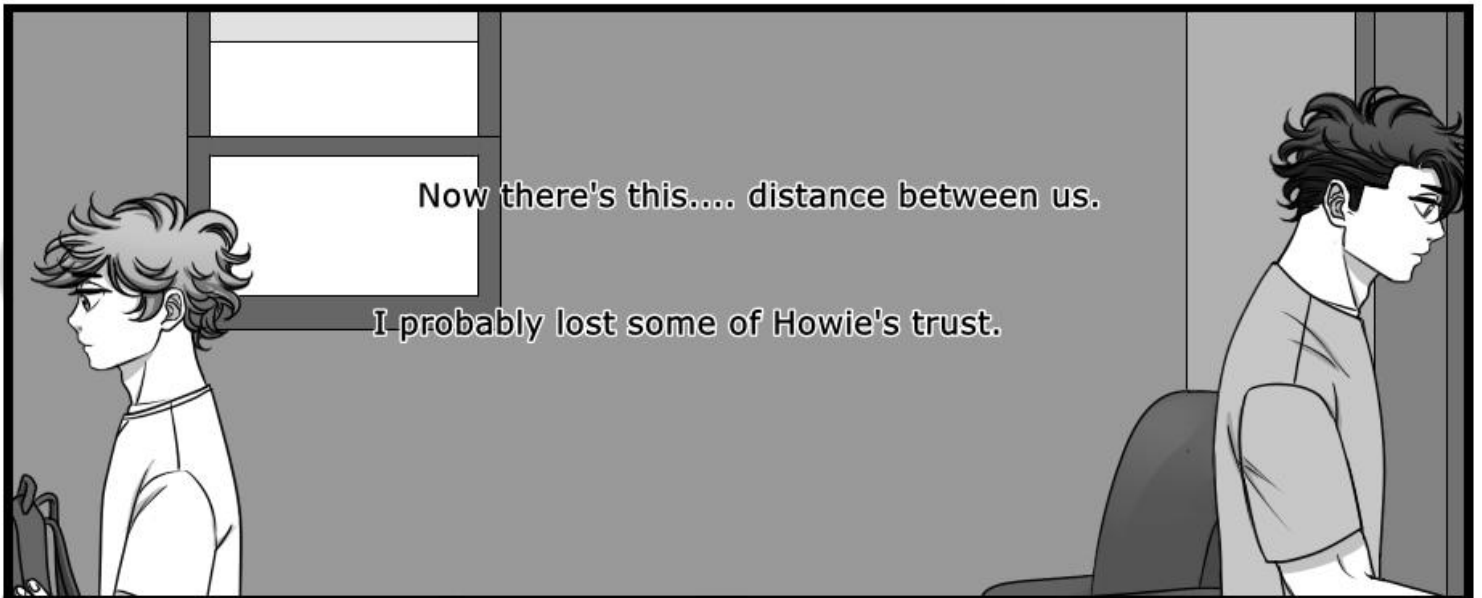 Now there's this.... distance between us.
I probably lost some of Howie's trust.